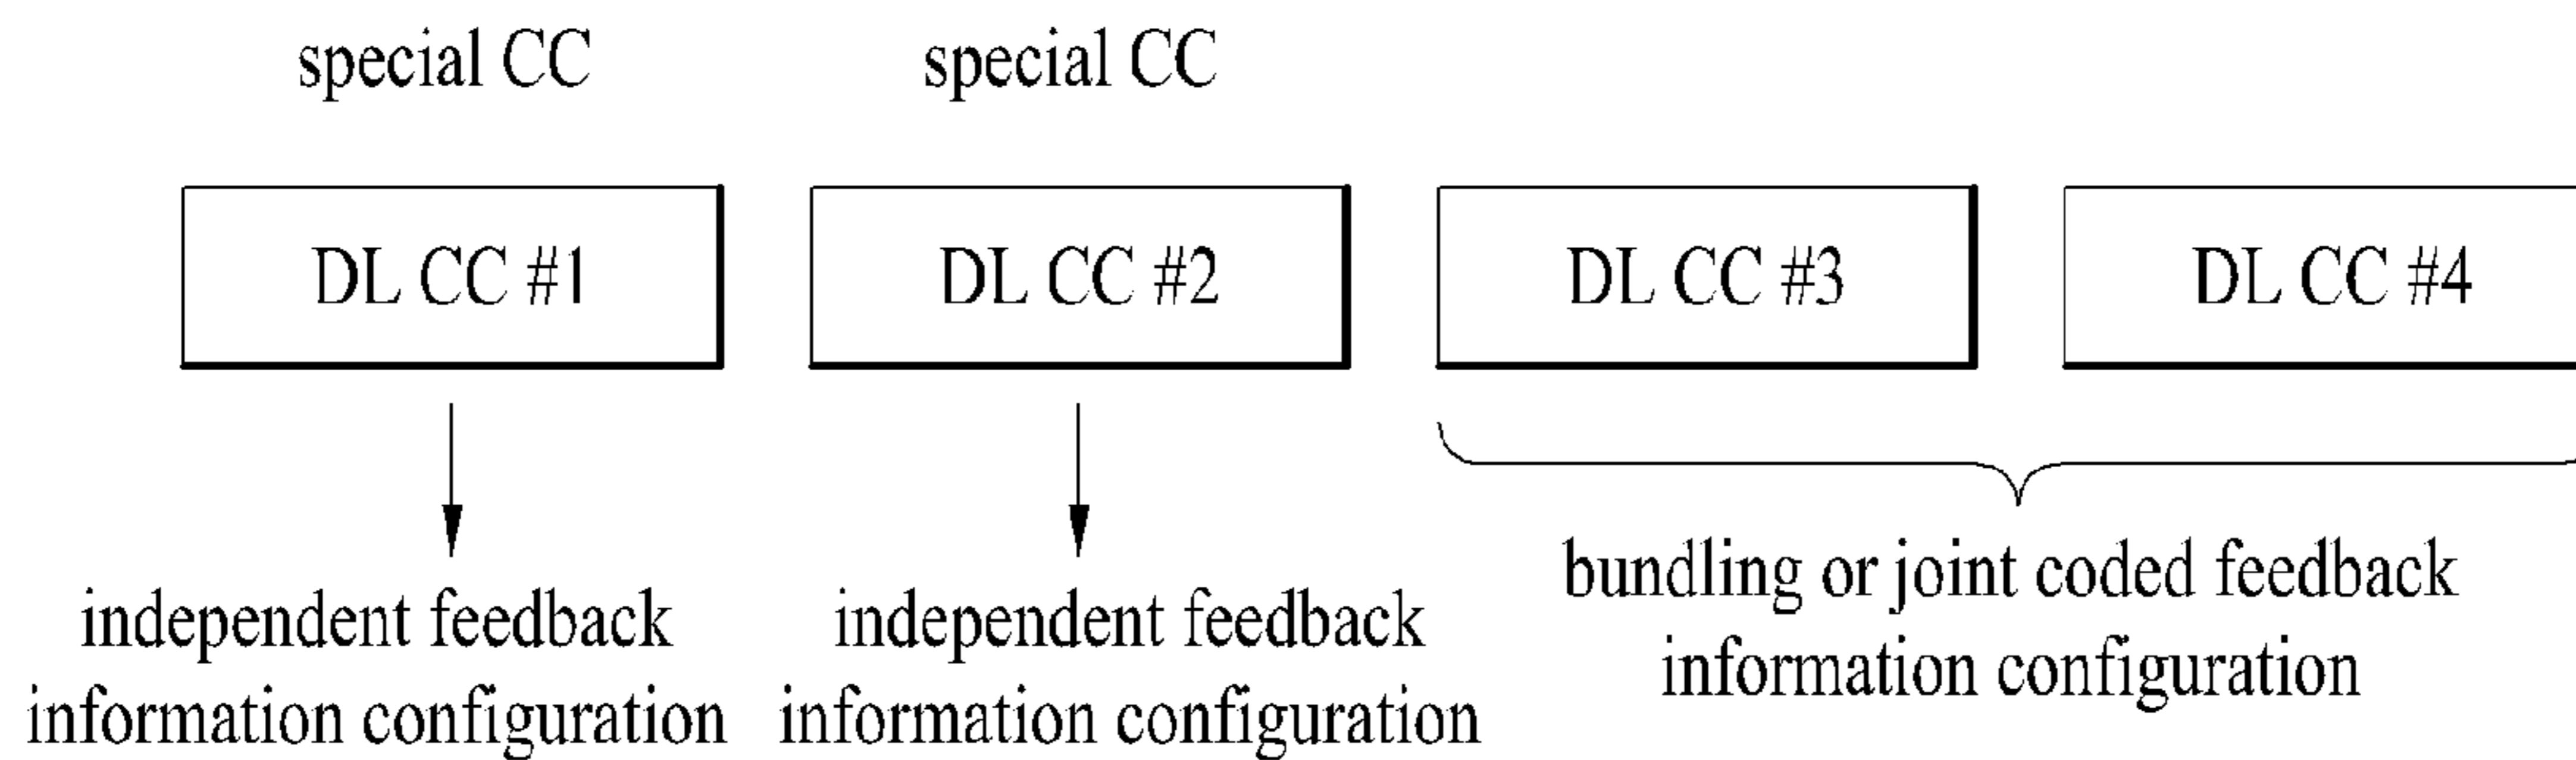 special CC
special CC
DL CC #1
DL CC #2
DL CC #3
DL CC #4
independent feedback
information configuration
independent feedback
information configuration
bundling or joint coded feedback
information configuration